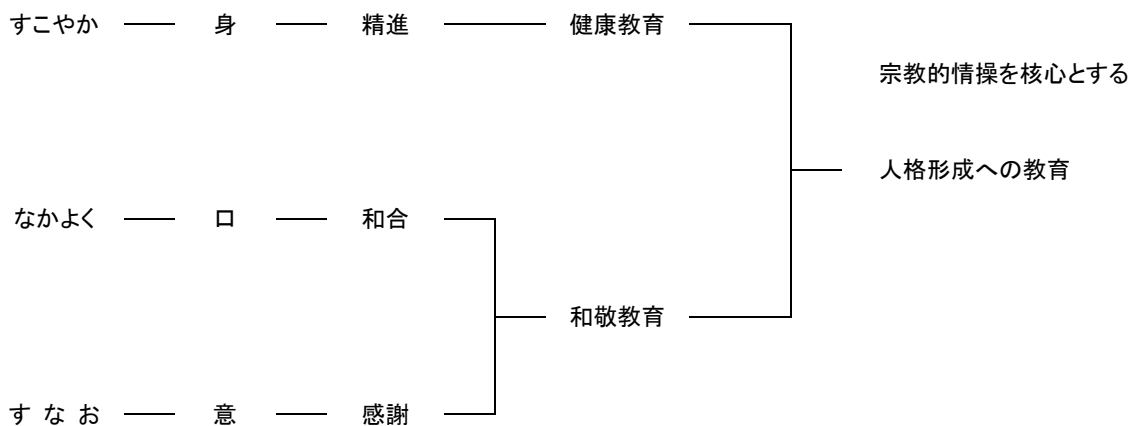 すこやか 身 精進 健康教育
宗教的情操を核心とする
人格形成への教育
なかよく 口 和合
和敬教育
す な お 意 感謝